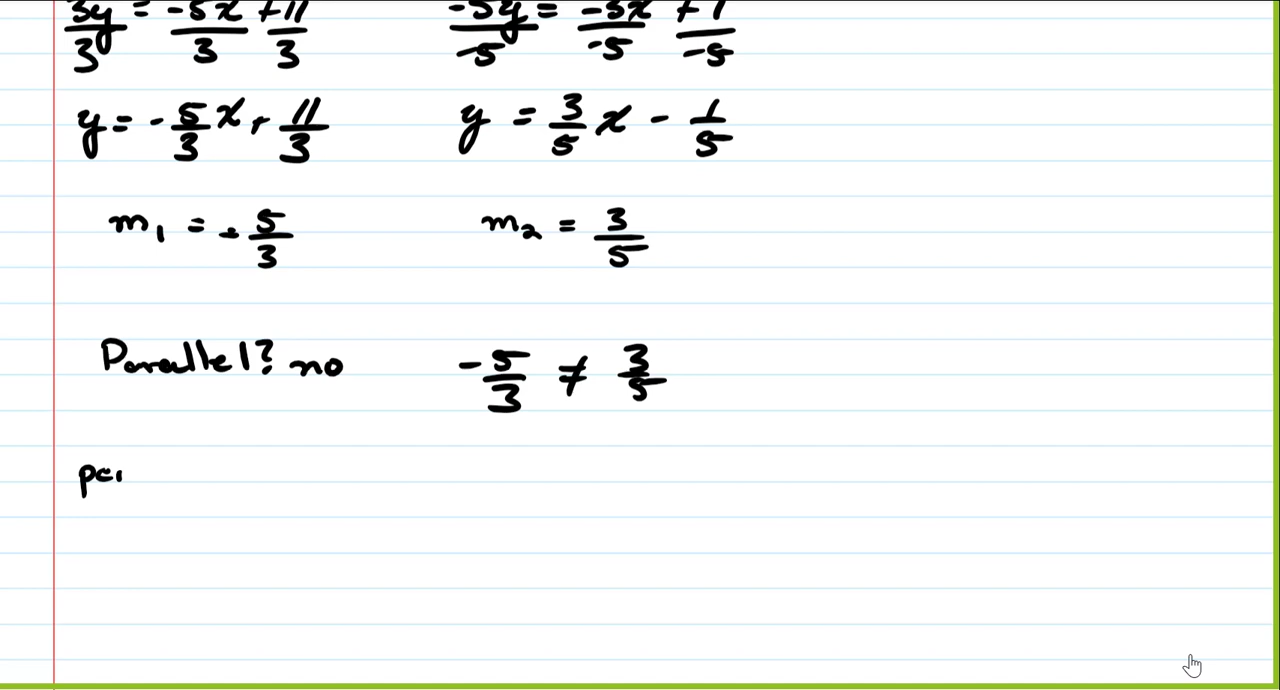 3y/3 = -5x/3 + 11/3    -5y/-5 = -3x/-5 + 1/-5
y = -5/3 x + 11/3    y = 3/5 x - 1/5
m₁ = -5/3    m₂ = 3/5
Parallel? no    -5/3 ≠ 3/5
per